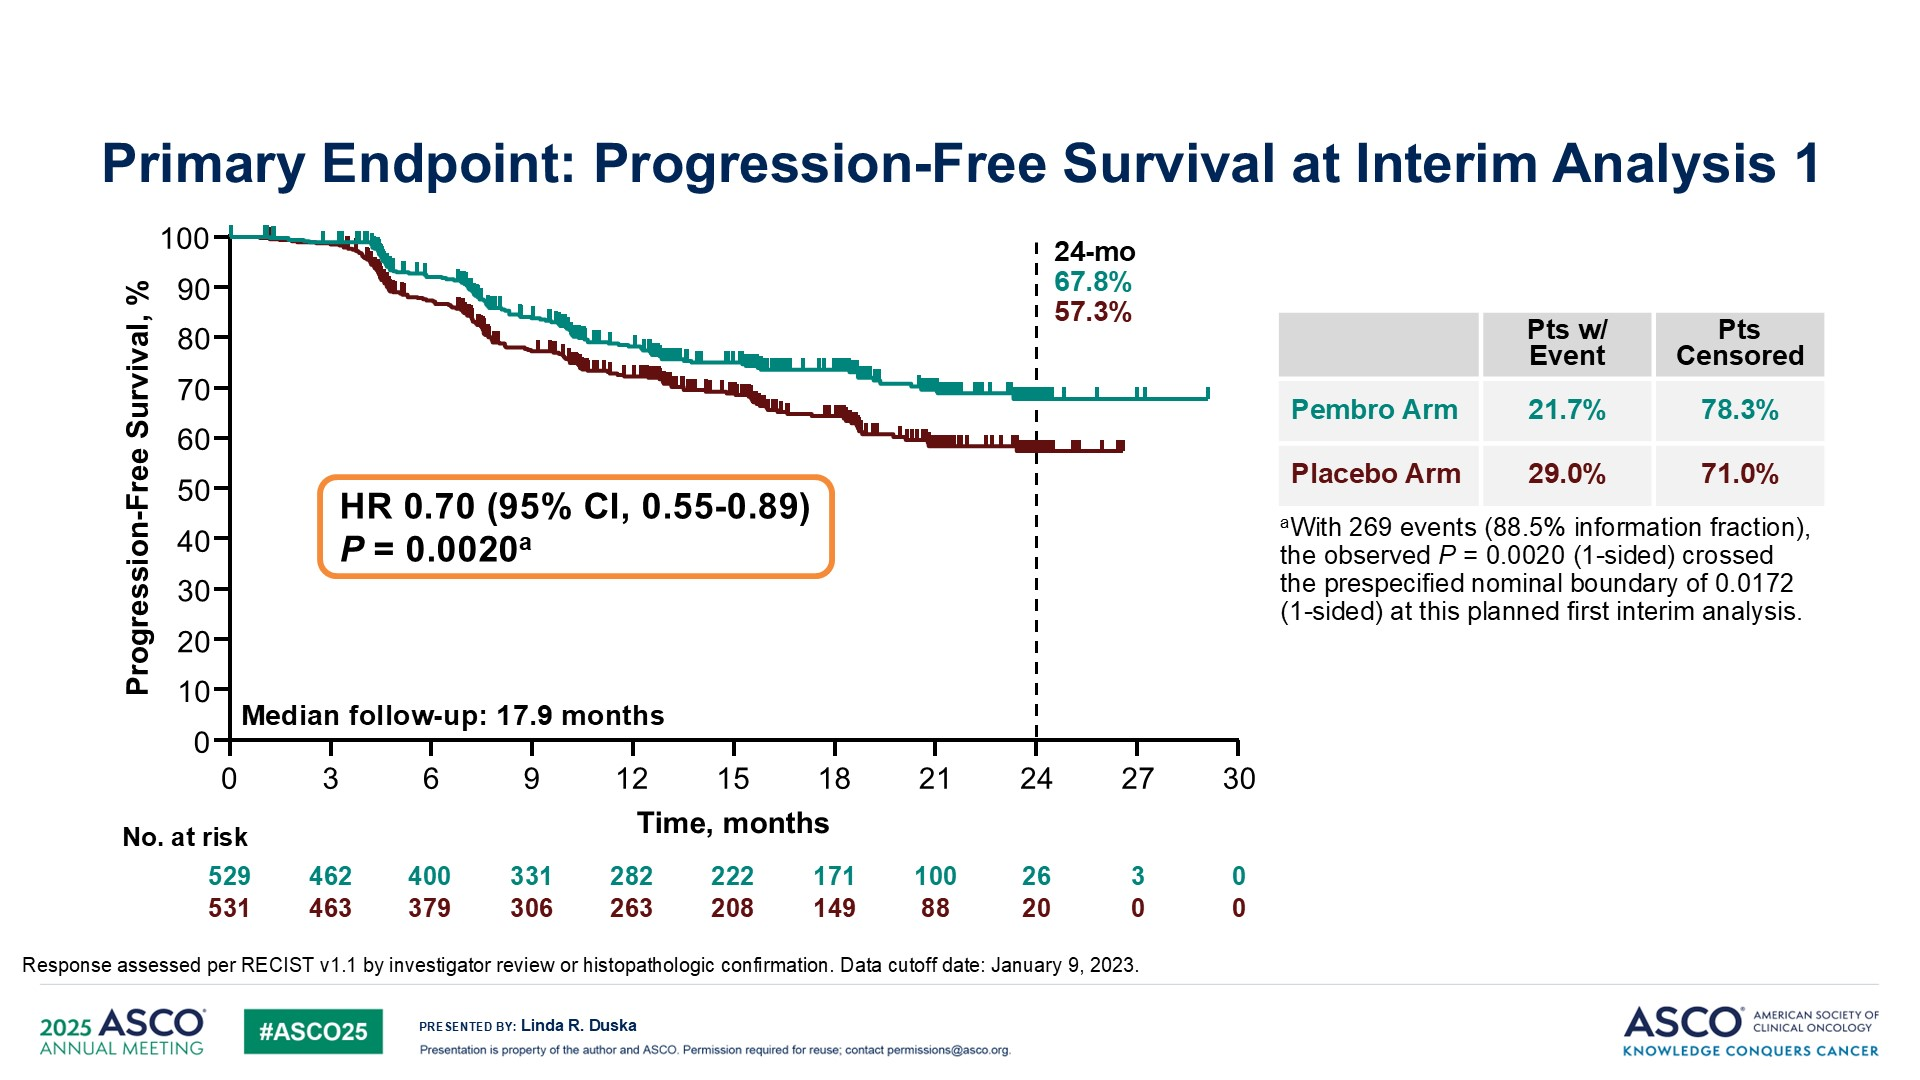 Primary Endpoint: Progression-Free Survival at Interim Analysis 1
Progression-Free Survival, %
100
90
80
70
60
50
40
30
20
10
0
24-mo
67.8%
57.3%
HR 0.70 (95% CI, 0.55-0.89)
P = 0.0020ᵃ
Median follow-up: 17.9 months
0 3 6 9 12 15 18 21 24 27 30
Time, months
No. at risk
529 462 400 331 282 222 171 100 26 3 0
531 463 379 306 263 208 149 88 20 0 0
Pts w/ Event
Pts Censored
Pembro Arm 21.7% 78.3%
Placebo Arm 29.0% 71.0%
ᵃWith 269 events (88.5% information fraction),
the observed P = 0.0020 (1-sided) crossed
the prespecified nominal boundary of 0.0172
(1-sided) at this planned first interim analysis.
Response assessed per RECIST v1.1 by investigator review or histopathologic confirmation. Data cutoff date: January 9, 2023.
2025 ASCO®
ANNUAL MEETING
#ASCO25
PRESENTED BY: Linda R. Duska
Presentation is property of the author and ASCO. Permission required for reuse; contact permissions@asco.org.
ASCO® AMERICAN SOCIETY OF
CLINICAL ONCOLOGY
KNOWLEDGE CONQUERS CANCER